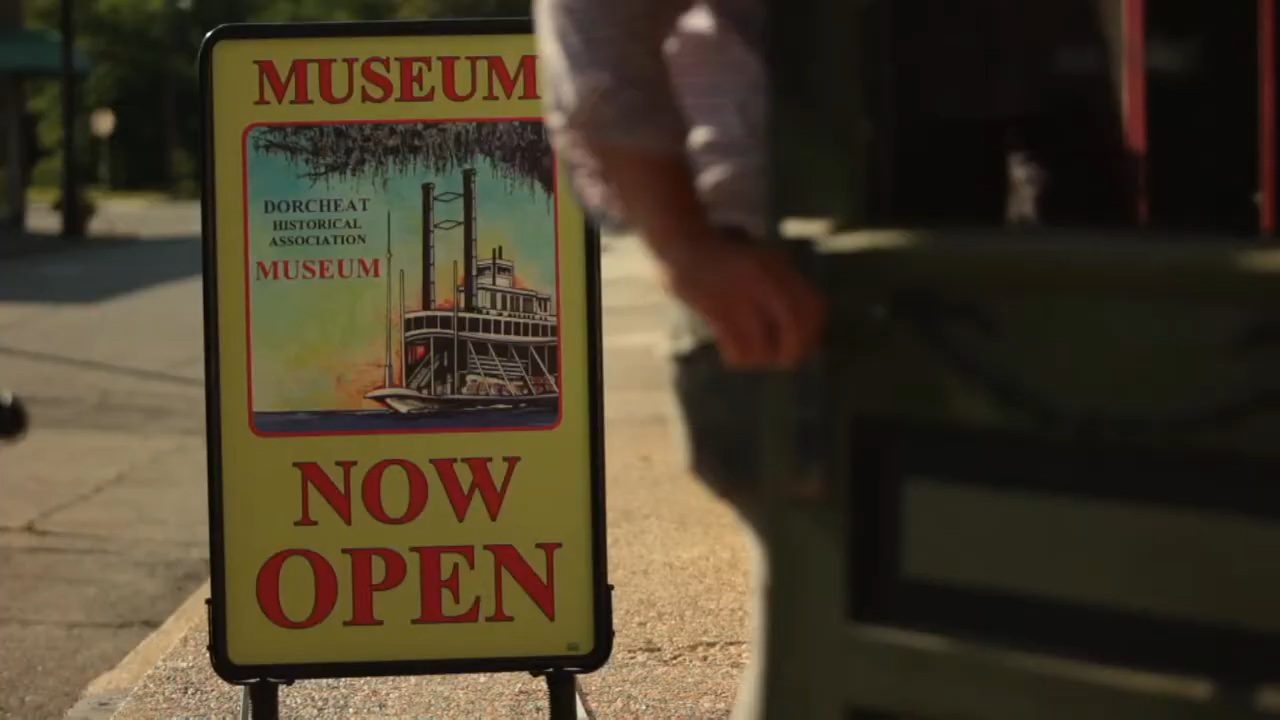 MUSEUM
DORCHEAT
HISTORICAL
ASSOCIATION
MUSEUM
NOW
OPEN